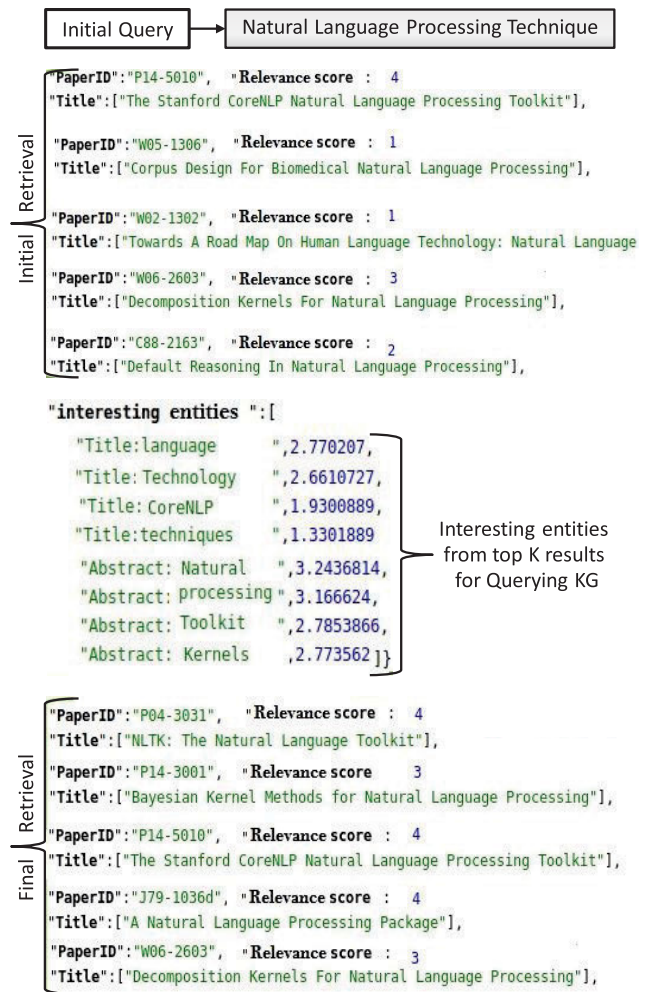 Initial Query
Natural Language Processing Technique
Initial Retrieval
"PaperID":"P14-5010", "Relevance score : 4
"Title":["The Stanford CoreNLP Natural Language Processing Toolkit"],
"PaperID":"W05-1306", "Relevance score : 1
"Title":["Corpus Design For Biomedical Natural Language Processing"],
"PaperID":"W02-1302", "Relevance score : 1
"Title":["Towards A Road Map On Human Language Technology: Natural Language
"PaperID":"W06-2603", "Relevance score : 3
"Title":["Decomposition Kernels For Natural Language Processing"],
"PaperID":"C88-2163", "Relevance score : 2
"Title":["Default Reasoning In Natural Language Processing"],
"interesting entities ":[
"Title:language ",2.770207,
"Title: Technology ",2.6610727,
"Title: CoreNLP ",1.9300889,
"Title:techniques ",1.3301889
"Abstract: Natural ",3.2436814,
"Abstract: processing ",3.166624,
"Abstract: Toolkit ",2.7853866,
"Abstract: Kernels ,2.773562]}
Interesting entities
from top K results
for Querying KG
Final Retrieval
"PaperID":"P04-3031", "Relevance score : 4
"Title":["NLTK: The Natural Language Toolkit"],
"PaperID":"P14-3001", "Relevance score 3
"Title":["Bayesian Kernel Methods for Natural Language Processing"],
"PaperID":"P14-5010", "Relevance score : 4
"Title":["The Stanford CoreNLP Natural Language Processing Toolkit"],
"PaperID":"J79-1036d", "Relevance score : 4
"Title":["A Natural Language Processing Package"],
"PaperID":"W06-2603", "Relevance score : 3
"Title":["Decomposition Kernels For Natural Language Processing"],